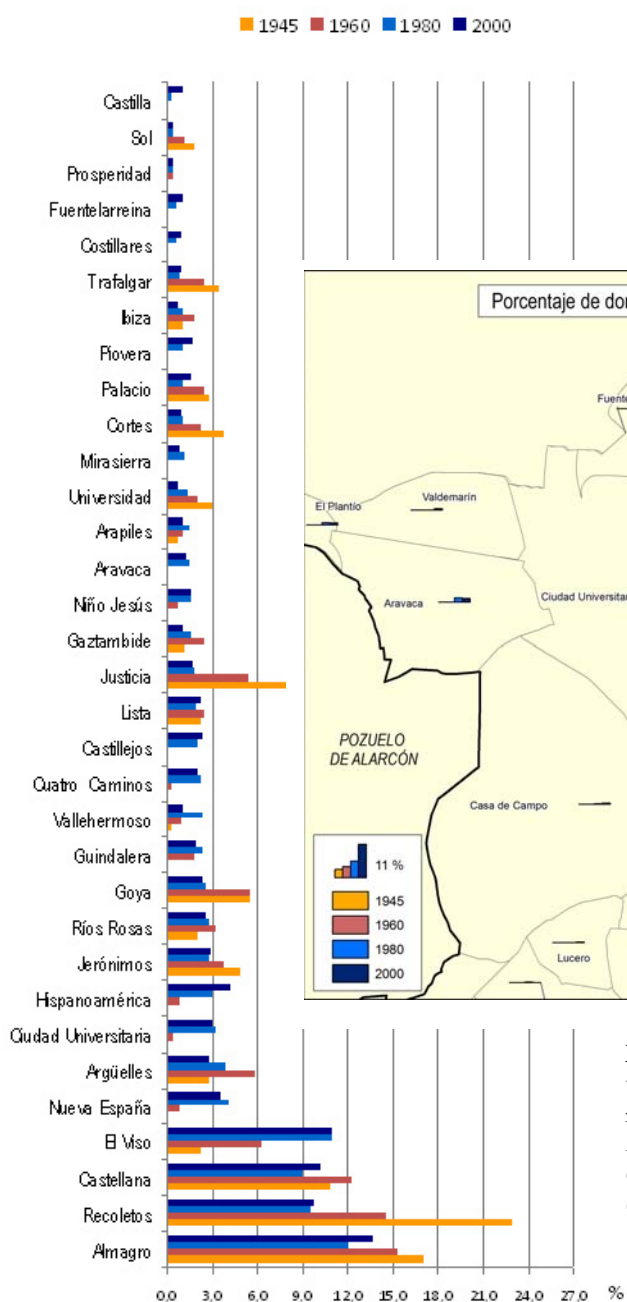 1945 1960 1980 2000
Castilla
Sol
Prosperidad
Fuentelarreina
Costillares
Trafalgar
Ibiza
Piovera
Palacio
Cortes
Mirasierra
Universidad
Arapiles
Aravaca
Niño Jesús
Gaztambide
Justicia
Lista
Castillejos
Cuatro Caminos
Vallehermoso
Guindalera
Goya
Ríos Rosas
Jerónimos
Hispanoamérica
Ciudad Universitaria
Argüelles
Nueva España
El Viso
Castellana
Recoletos
Almagro
0,0 3,0 6,0 9,0 12,0 15,0 18,0 21,0 24,0 27,0 %
Porcentaje de dor
Fuente
Valdemarín
El Plantío
Aravaca
Ciudad Universitar
POZUELO
DE ALARCÓN
Casa de Campo
Lucero
11 %
1945
1960
1980
2000